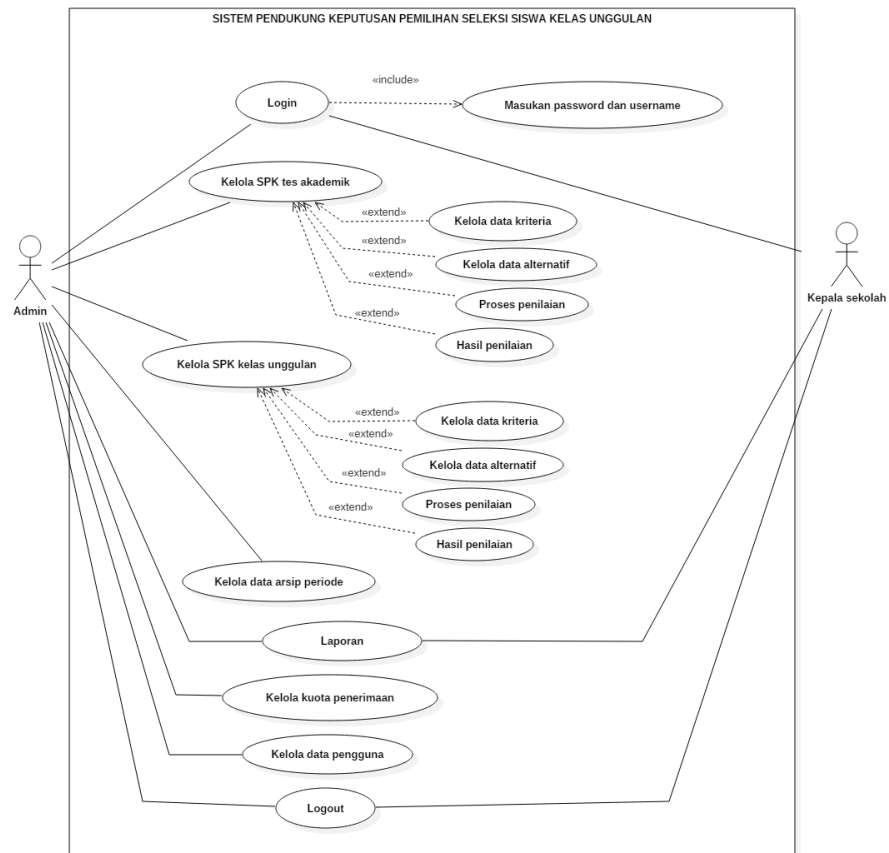 SISTEM PENDUKUNG KEPUTUSAN PEMILIHAN SELEKSI SISWA KELAS UNGGULAN
«include»
Login
Masukan password dan username
Kelola SPK tes akademik
«extend»
Kelola data kriteria
«extend»
Kelola data alternatif
«extend»
Proses penilaian
«extend»
Hasil penilaian
Admin
Kepala sekolah
Kelola SPK kelas unggulan
«extend»
Kelola data kriteria
«extend»
Kelola data alternatif
«extend»
Proses penilaian
«extend»
Hasil penilaian
Kelola data arsip periode
Laporan
Kelola kuota penerimaan
Kelola data pengguna
Logout